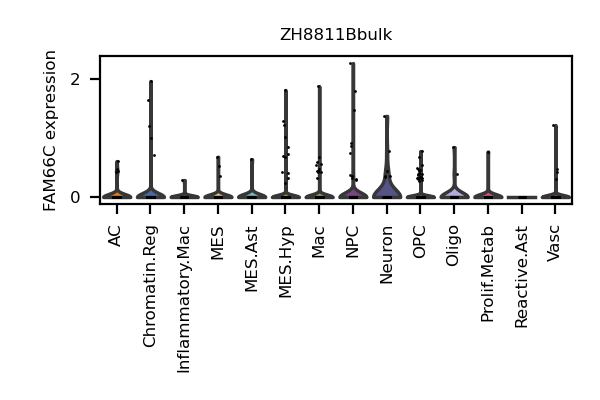 ZH8811Bbulk
FAM66C expression
2
0
AC
Chromatin.Reg
Inflammatory.Mac
MES
MES.Ast
MES.Hyp
Mac
NPC
Neuron
OPC
Oligo
Prolif.Metab
Reactive.Ast
Vasc